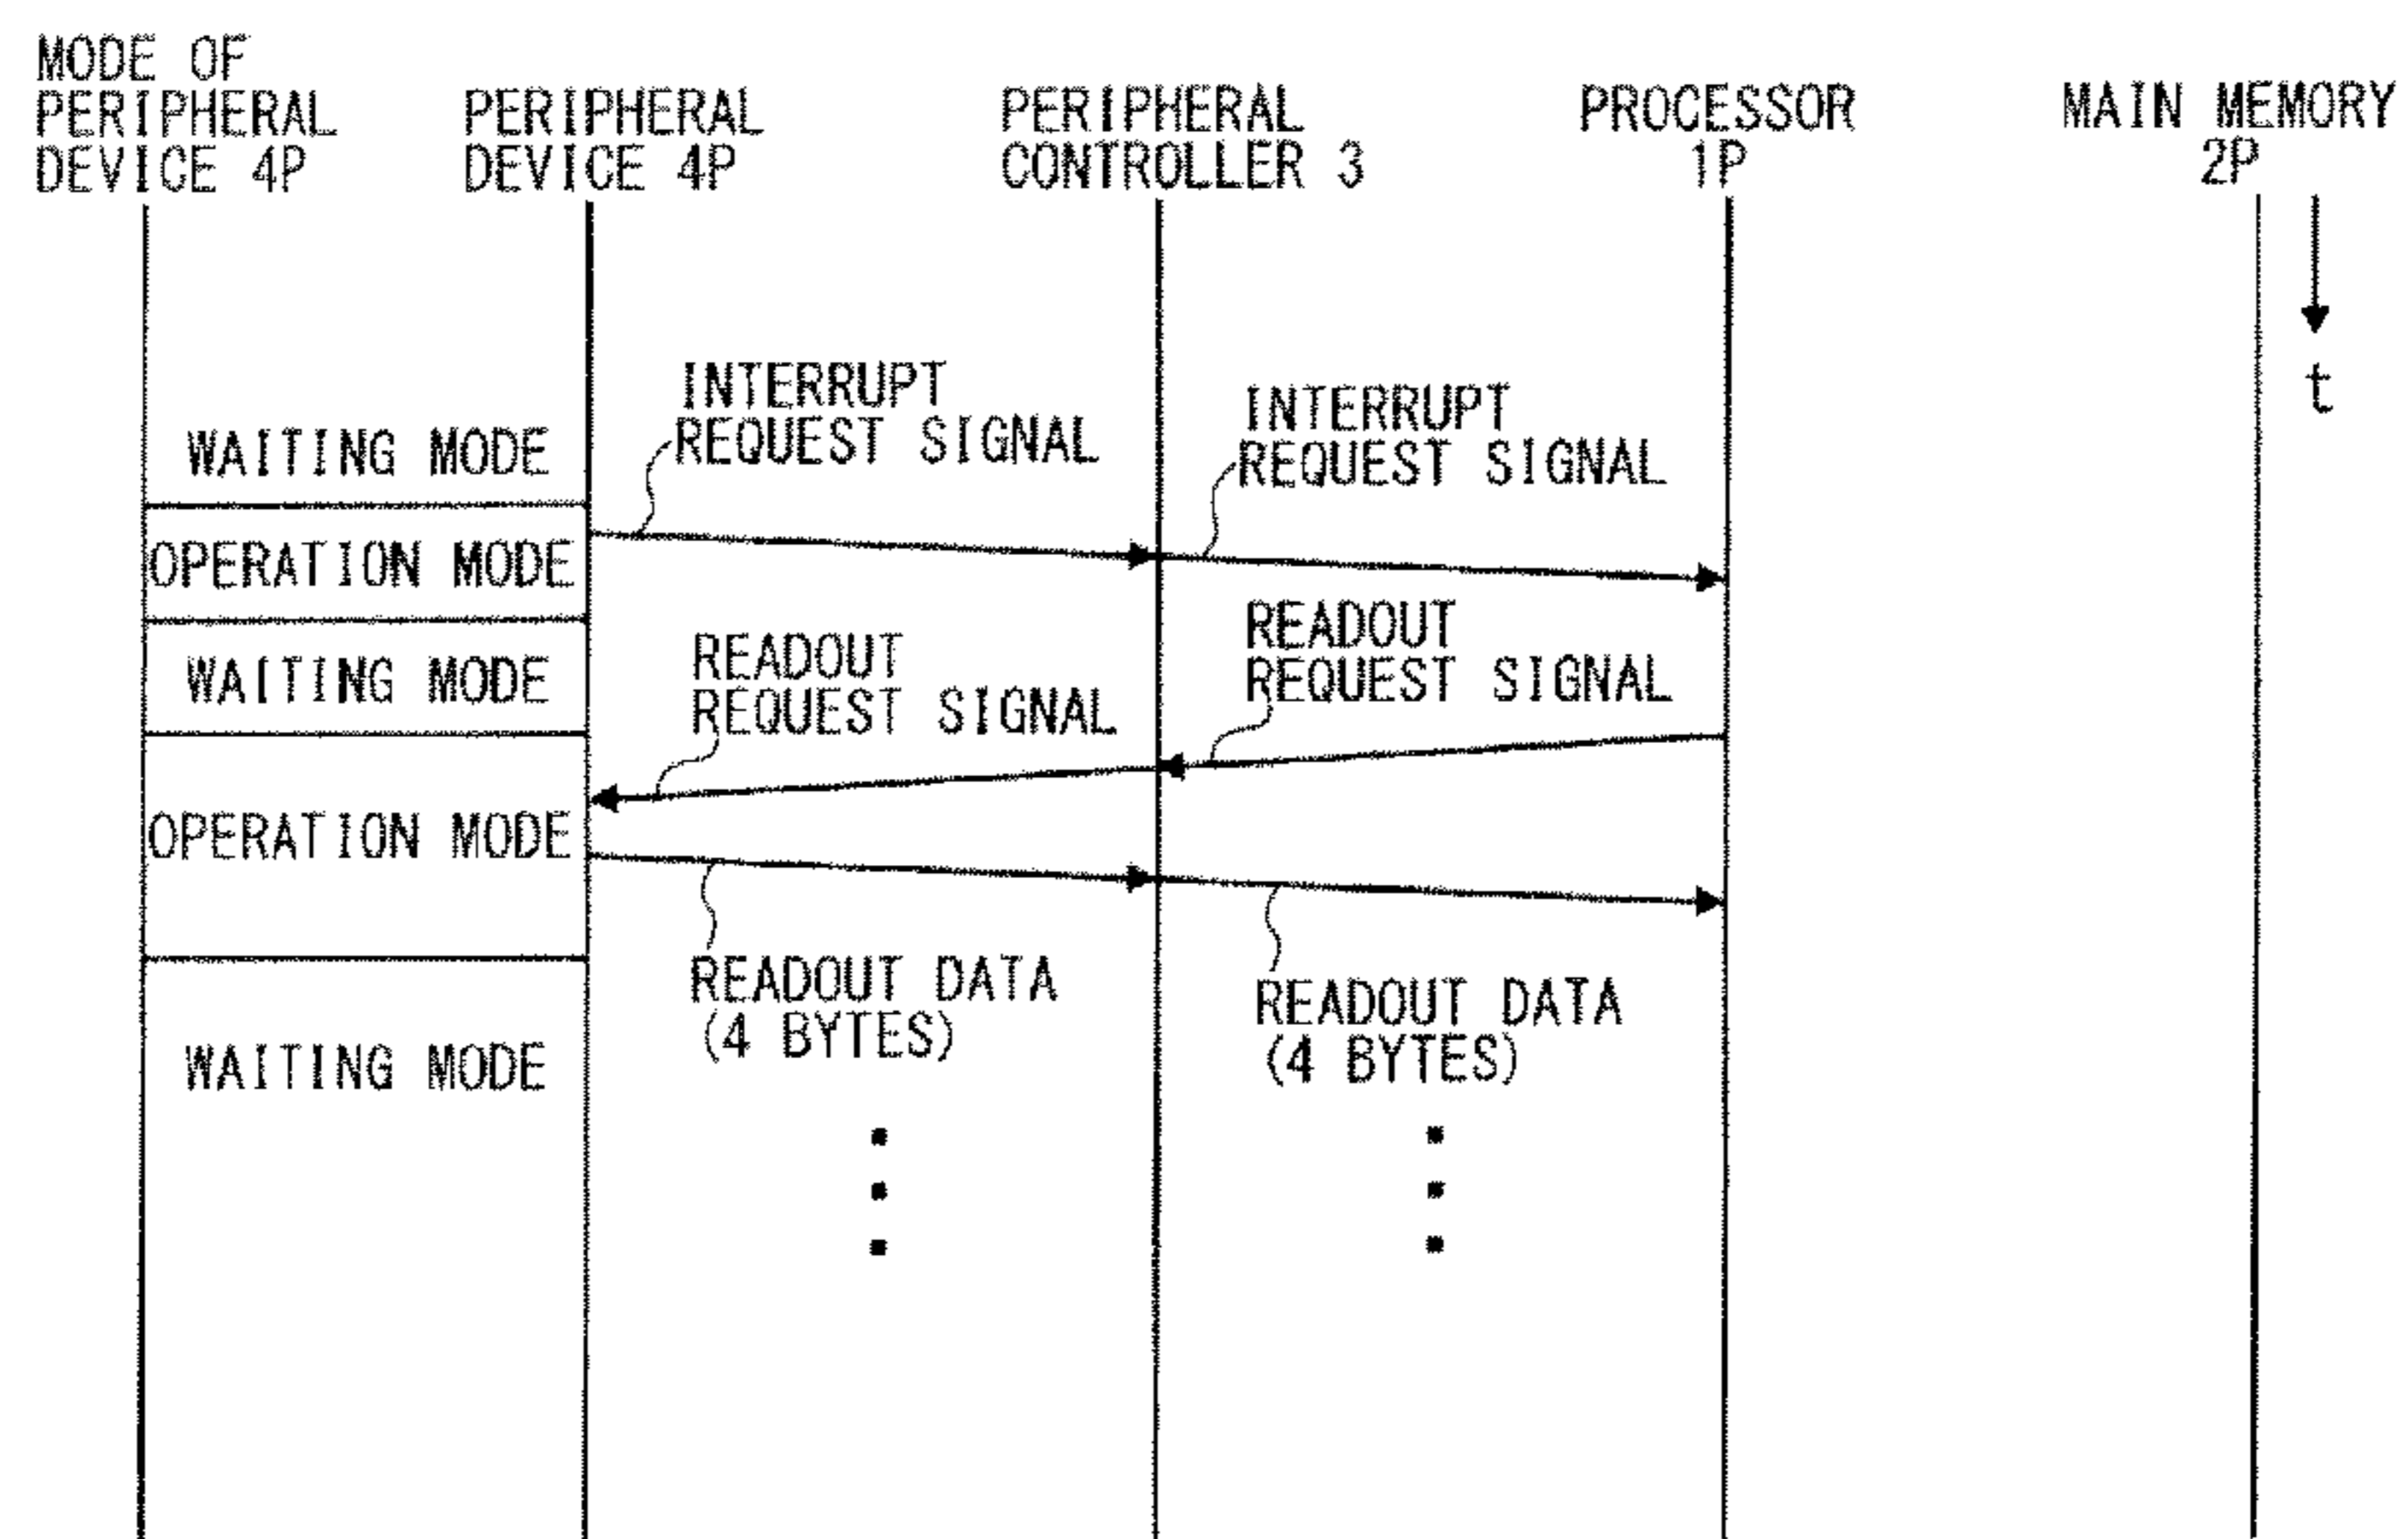 MODE OF
PERIPHERAL
DEVICE 4P
PERIPHERAL
DEVICE 4P
PERIPHERAL
CONTROLLER 3
PROCESSOR
1P
MAIN MEMORY
2P
t
INTERRUPT
REQUEST SIGNAL
INTERRUPT
REQUEST SIGNAL
WAITING MODE
OPERATION MODE
READOUT
REQUEST SIGNAL
WAITING MODE
READOUT
REQUEST SIGNAL
OPERATION MODE
READOUT DATA
(4 BYTES)
READOUT DATA
(4 BYTES)
WAITING MODE